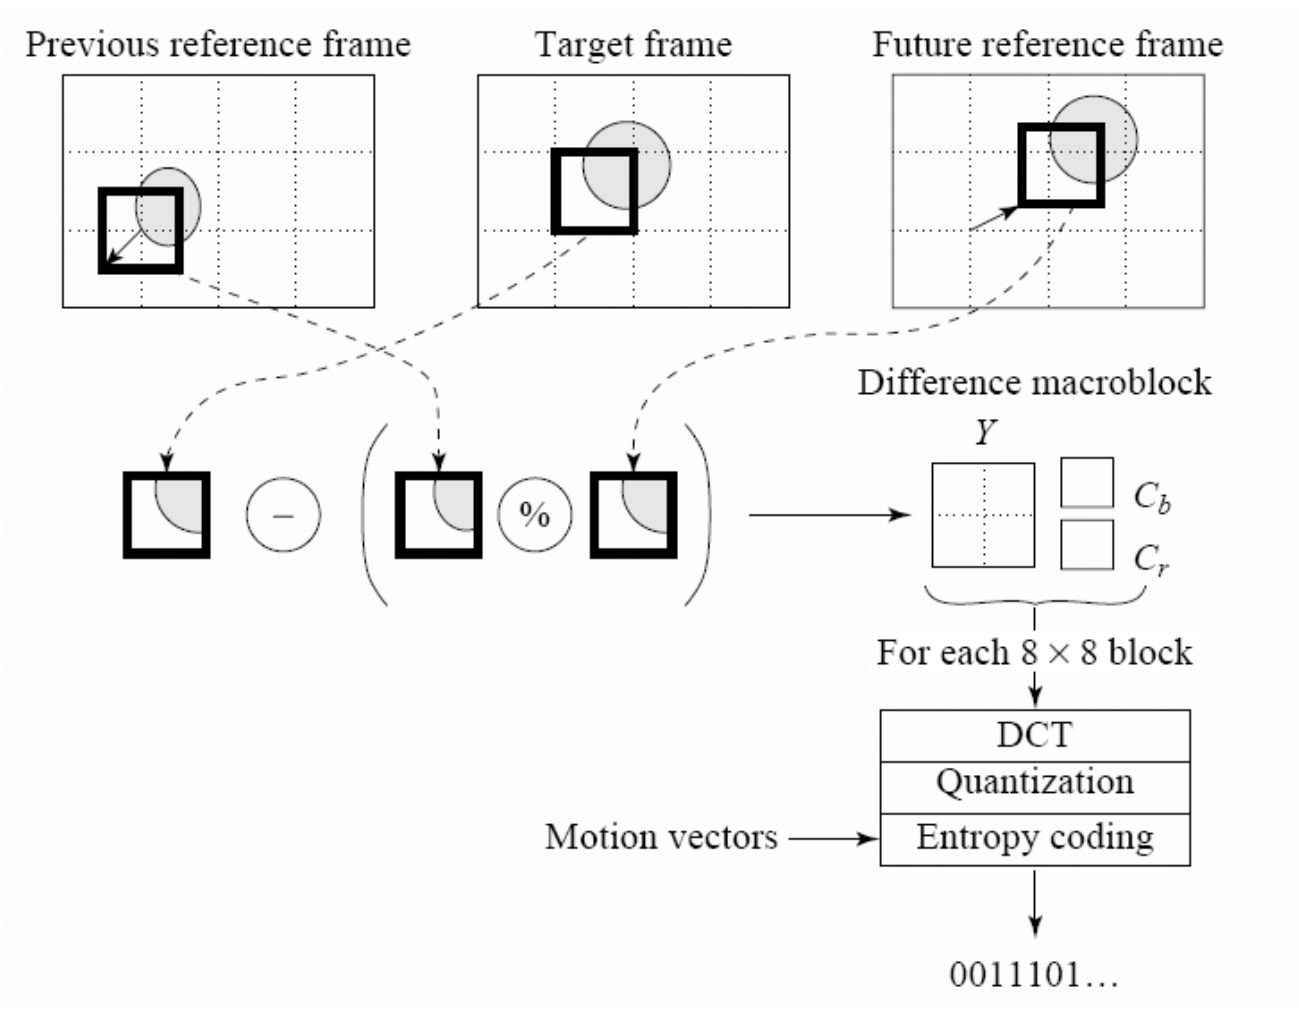 Previous reference frame
Target frame
Future reference frame
Difference macroblock
Y
–
%
C_b
C_r
For each 8 × 8 block
DCT
Quantization
Motion vectors
Entropy coding
0011101…